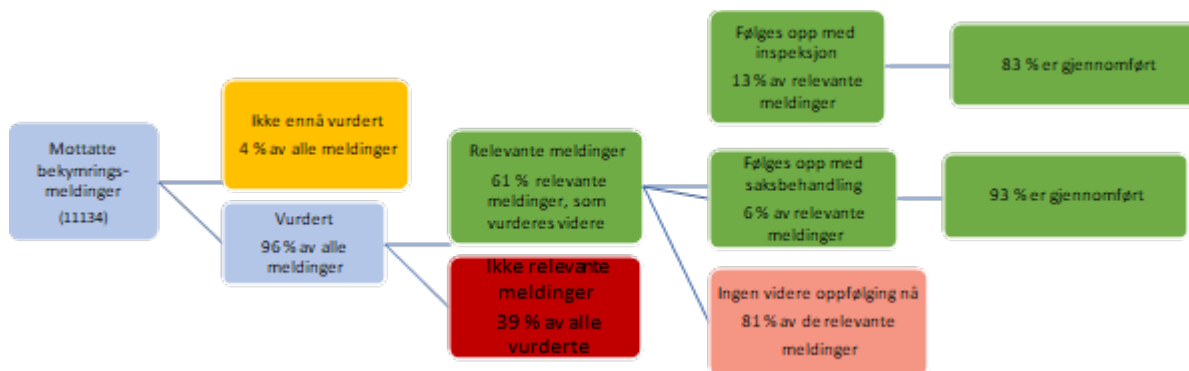 Mottatte
bekymrings-
meldinger
(11134)
Ikke ennå vurdert
4 % av alle meldinger
Vurdert
96 % av alle
meldinger
Relevante meldinger
61 % relevante
meldinger, som
vurderes videre
Ikke relevante
meldinger
39 % av alle
vurderte
Følges opp med
inspeksjon
13 % av relevante
meldinger
83 % er gjennomført
Følges opp med
saksbehandling
6 % av relevante
meldinger
93 % er gjennomført
Ingen videre oppfølging nå
81 % av de relevante
meldinger